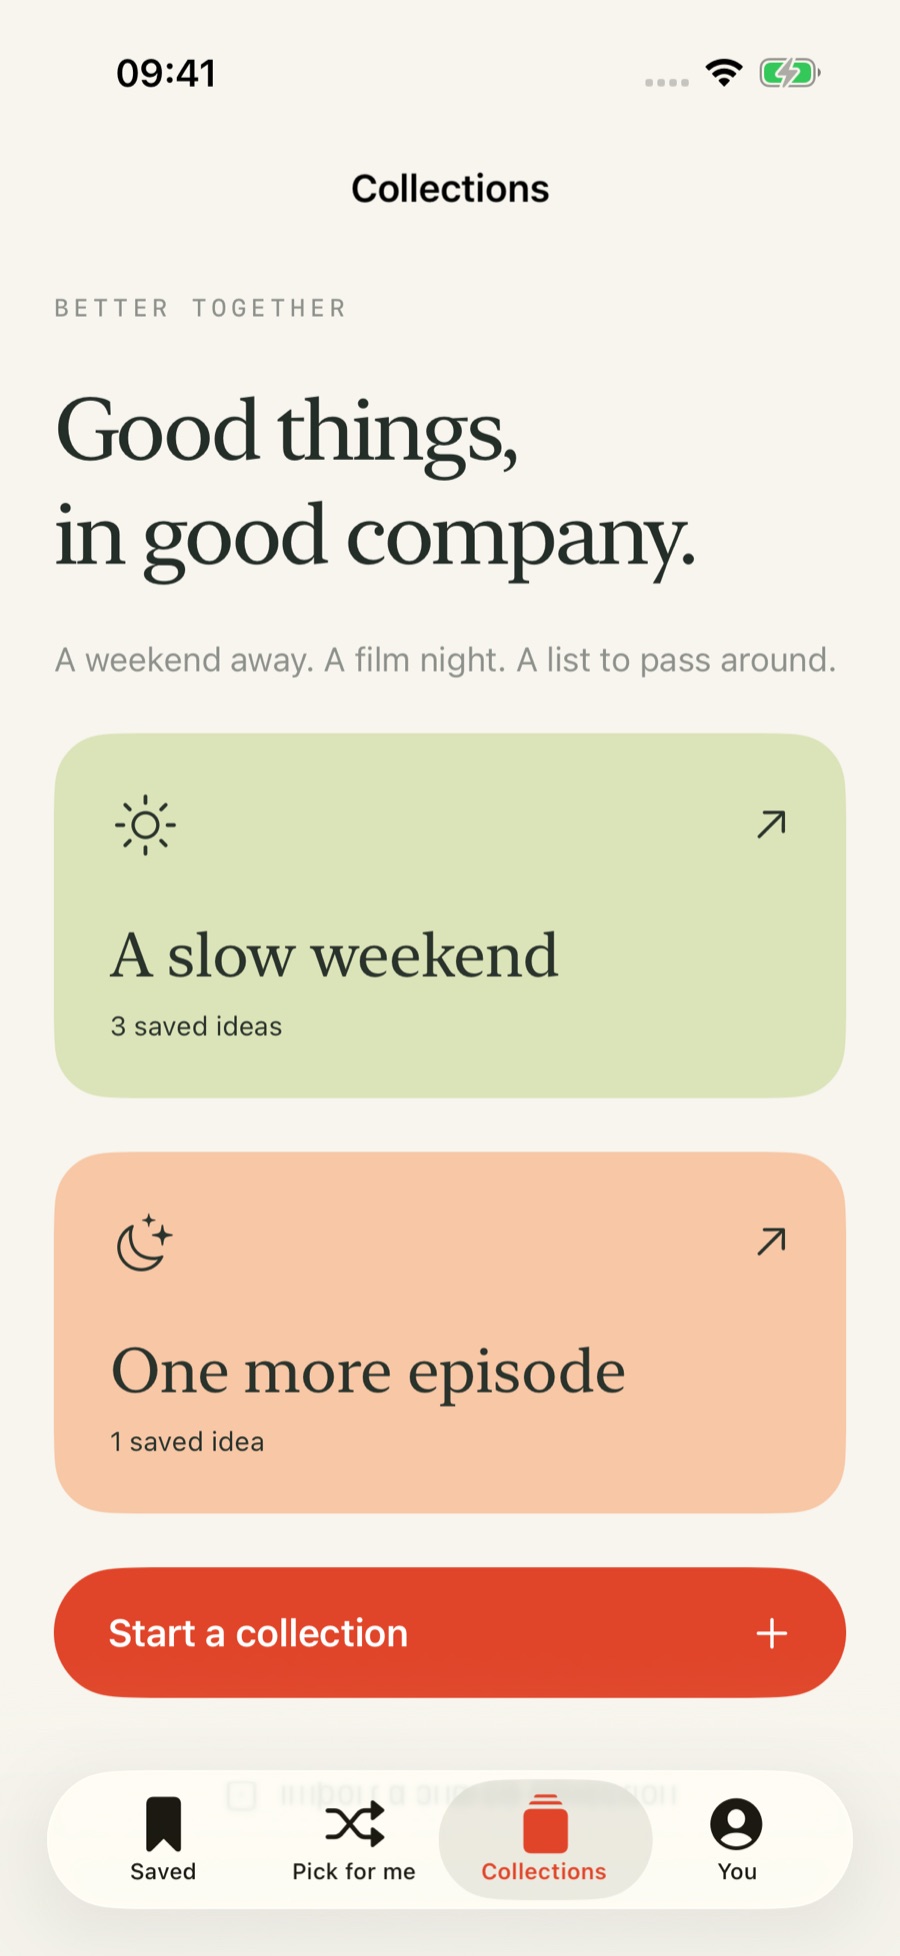 09:41
Collections
BETTER TOGETHER
Good things,
in good company.
A weekend away. A film night. A list to pass around.
A slow weekend
3 saved ideas
One more episode
1 saved idea
Start a collection
Saved
Pick for me
Collections
You